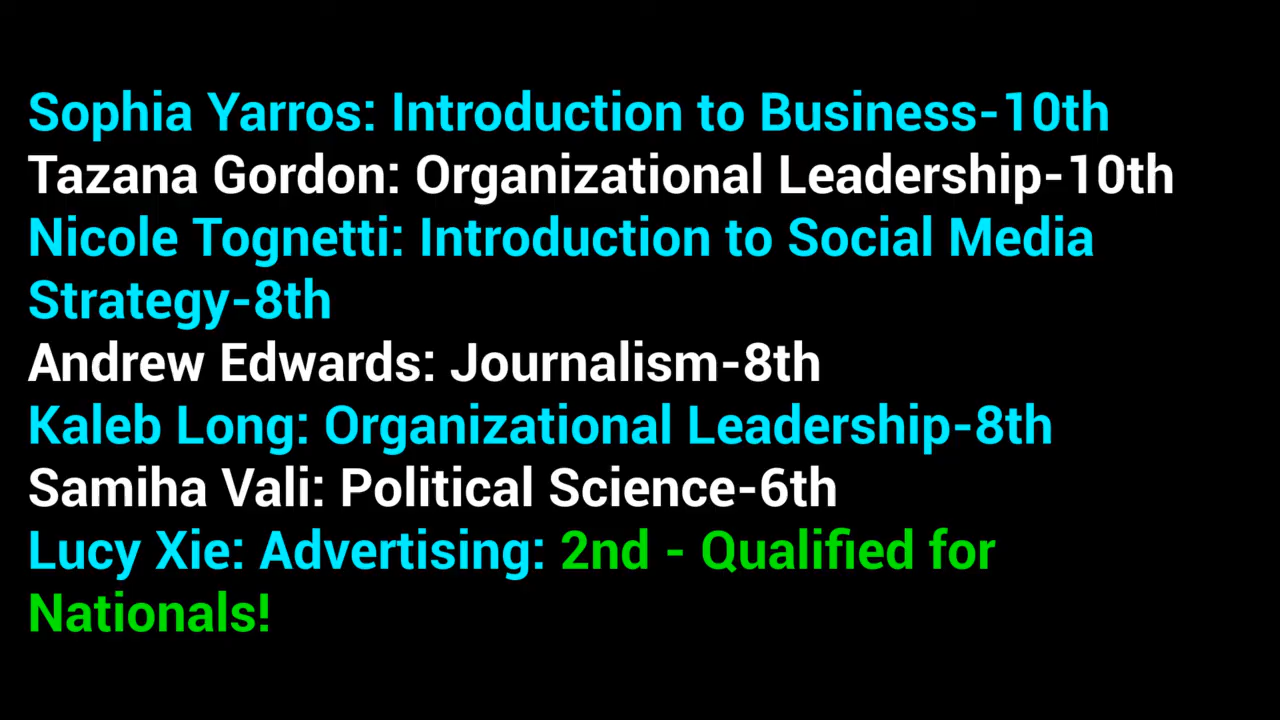 Sophia Yarros: Introduction to Business-10th
Tazana Gordon: Organizational Leadership-10th
Nicole Tognetti: Introduction to Social Media
Strategy-8th
Andrew Edwards: Journalism-8th
Kaleb Long: Organizational Leadership-8th
Samiha Vali: Political Science-6th
Lucy Xie: Advertising: 2nd - Qualified for
Nationals!